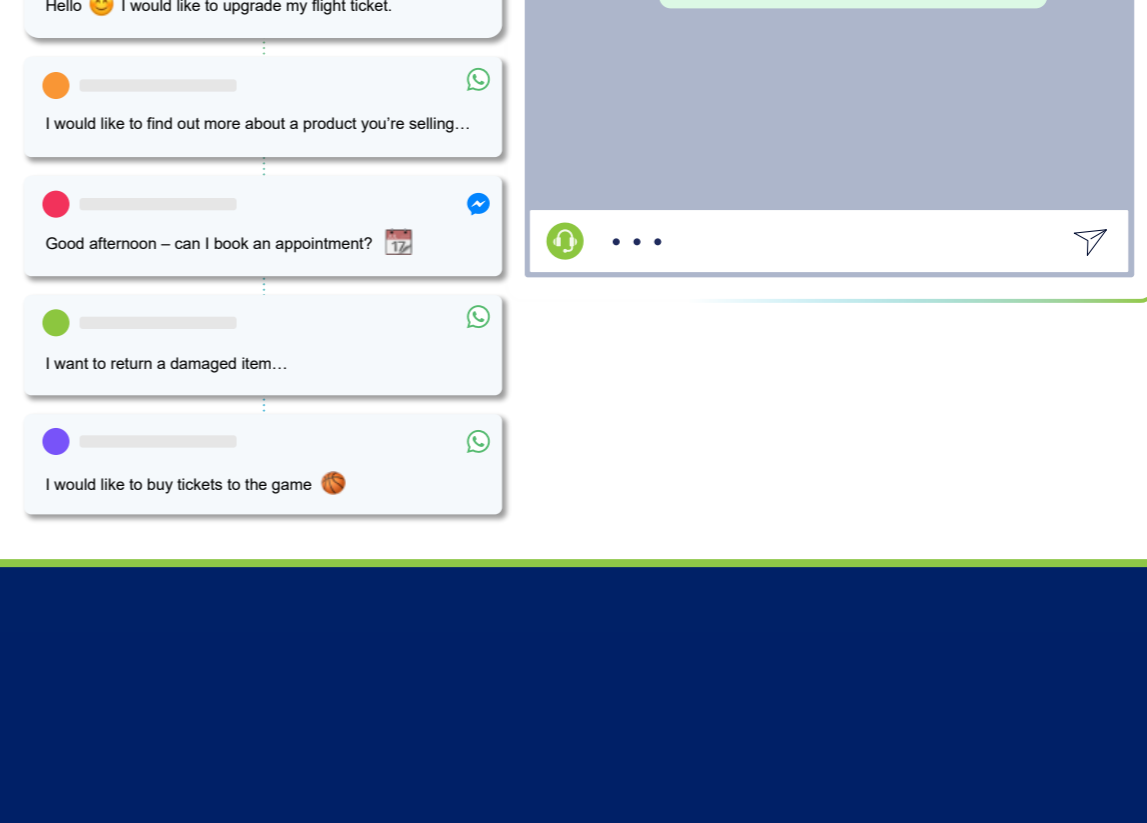 Hello 😊 I would like to upgrade my flight ticket.
I would like to find out more about a product you're selling…
Good afternoon – can I book an appointment? 📅 17
I want to return a damaged item…
I would like to buy tickets to the game 🏀